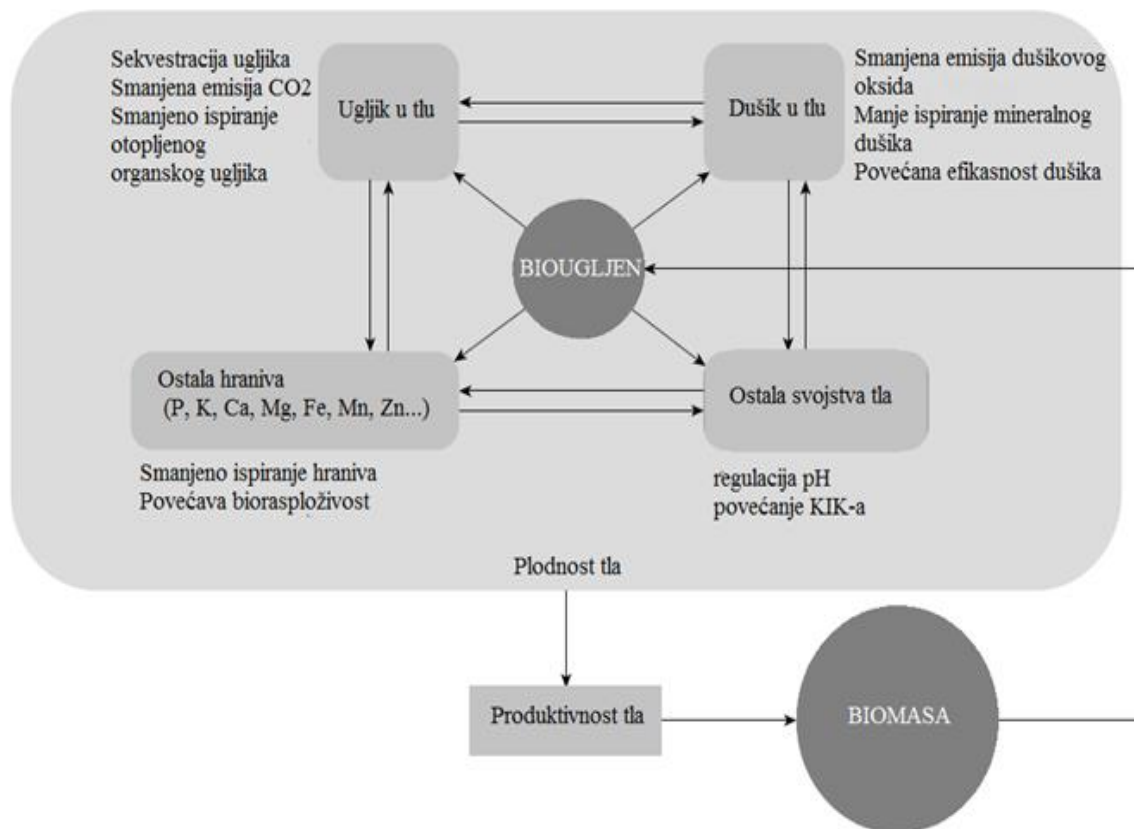 Sekvestracija ugljika
Smanjena emisija CO2
Smanjeno ispiranje
otopljenog
organskog ugljika
Ugljik u tlu
Dušik u tlu
Smanjena emisija dušikovog
oksida
Manje ispiranje mineralnog
dušika
Povećana efikasnost dušika
BIOUGLJEN
Ostala hraniva
(P, K, Ca, Mg, Fe, Mn, Zn...)
Ostala svojstva tla
Smanjeno ispiranje hraniva
Povećava biorasploživost
regulacija pH
povećanje KIK-a
Plodnost tla
Produktivnost tla
BIOMASA